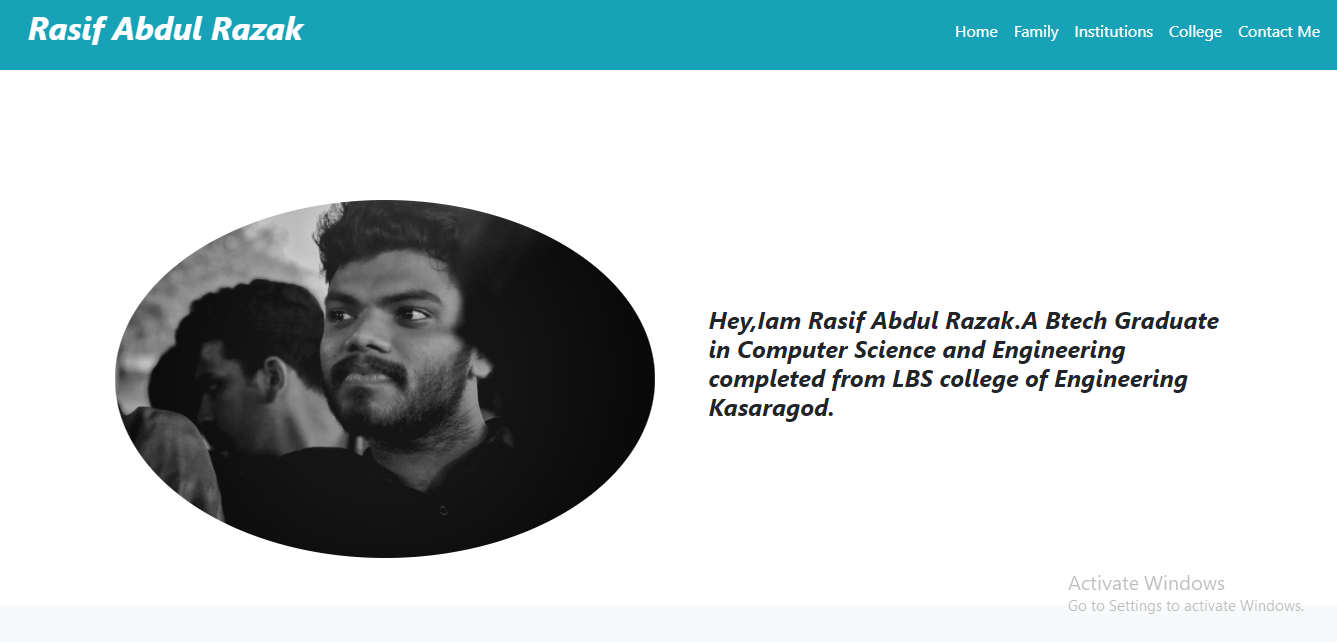 Rasif Abdul Razak
Home Family Institutions College Contact Me
Hey,Iam Rasif Abdul Razak.A Btech Graduate
in Computer Science and Engineering
completed from LBS college of Engineering
Kasaragod.
Activate Windows
Go to Settings to activate Windows.